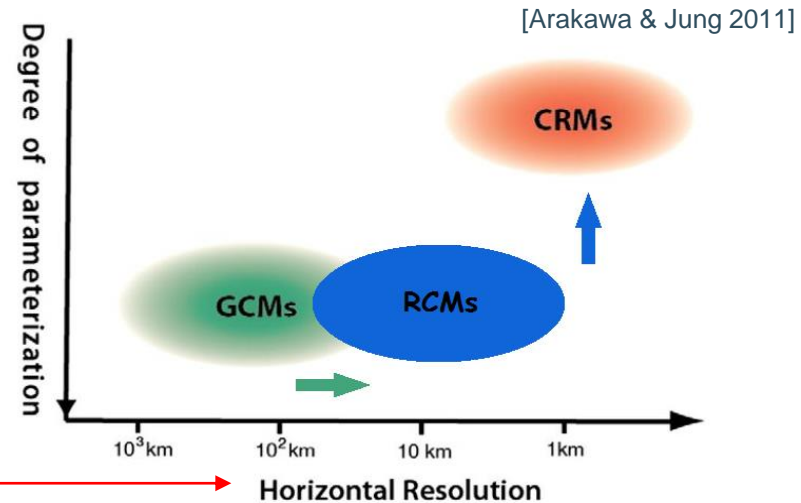 [Arakawa & Jung 2011]
Degree of parameterization
CRMs
GCMs
RCMs
10³km
10²km
10 km
1km
Horizontal Resolution